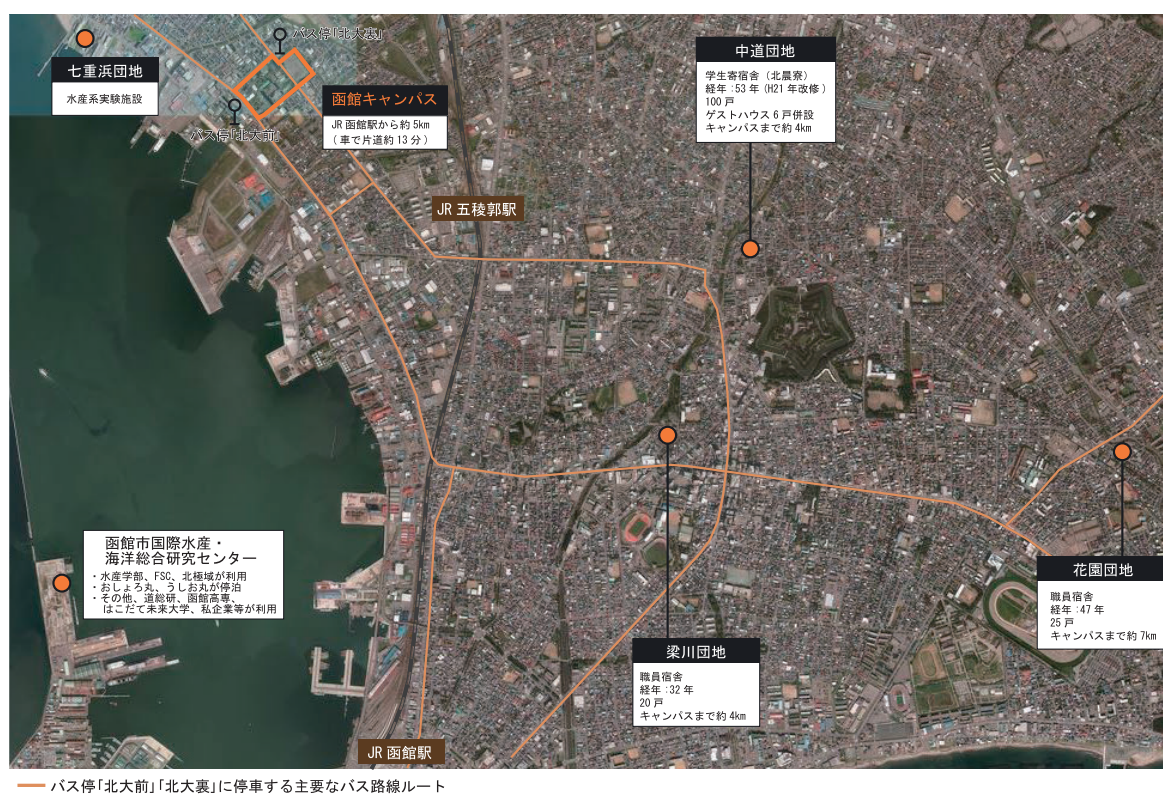 バス停「北大裏」
七重浜団地
水産系実験施設
函館キャンパス
JR 函館駅から約 5km
( 車で片道約 13 分 )
バス停「北大前」
中道団地
学生寄宿舎（北晨寮）
経年 :53 年 (H21 年改修 )
100 戸
ゲストハウス 6 戸併設
キャンパスまで約 4km
JR 五稜郭駅
函館市国際水産・
海洋総合研究センター
・水産学部、FSC、北極域が利用
・おしょろ丸、うしお丸が停泊
・その他、道総研、函館高専、
はこだて未来大学、私企業等が利用
花園団地
職員宿舎
経年 :47 年
25 戸
キャンパスまで約 7km
梁川団地
職員宿舎
経年 :32 年
20 戸
キャンパスまで約 4km
JR 函館駅
バス停「北大前」「北大裏」に停車する主要なバス路線ルート